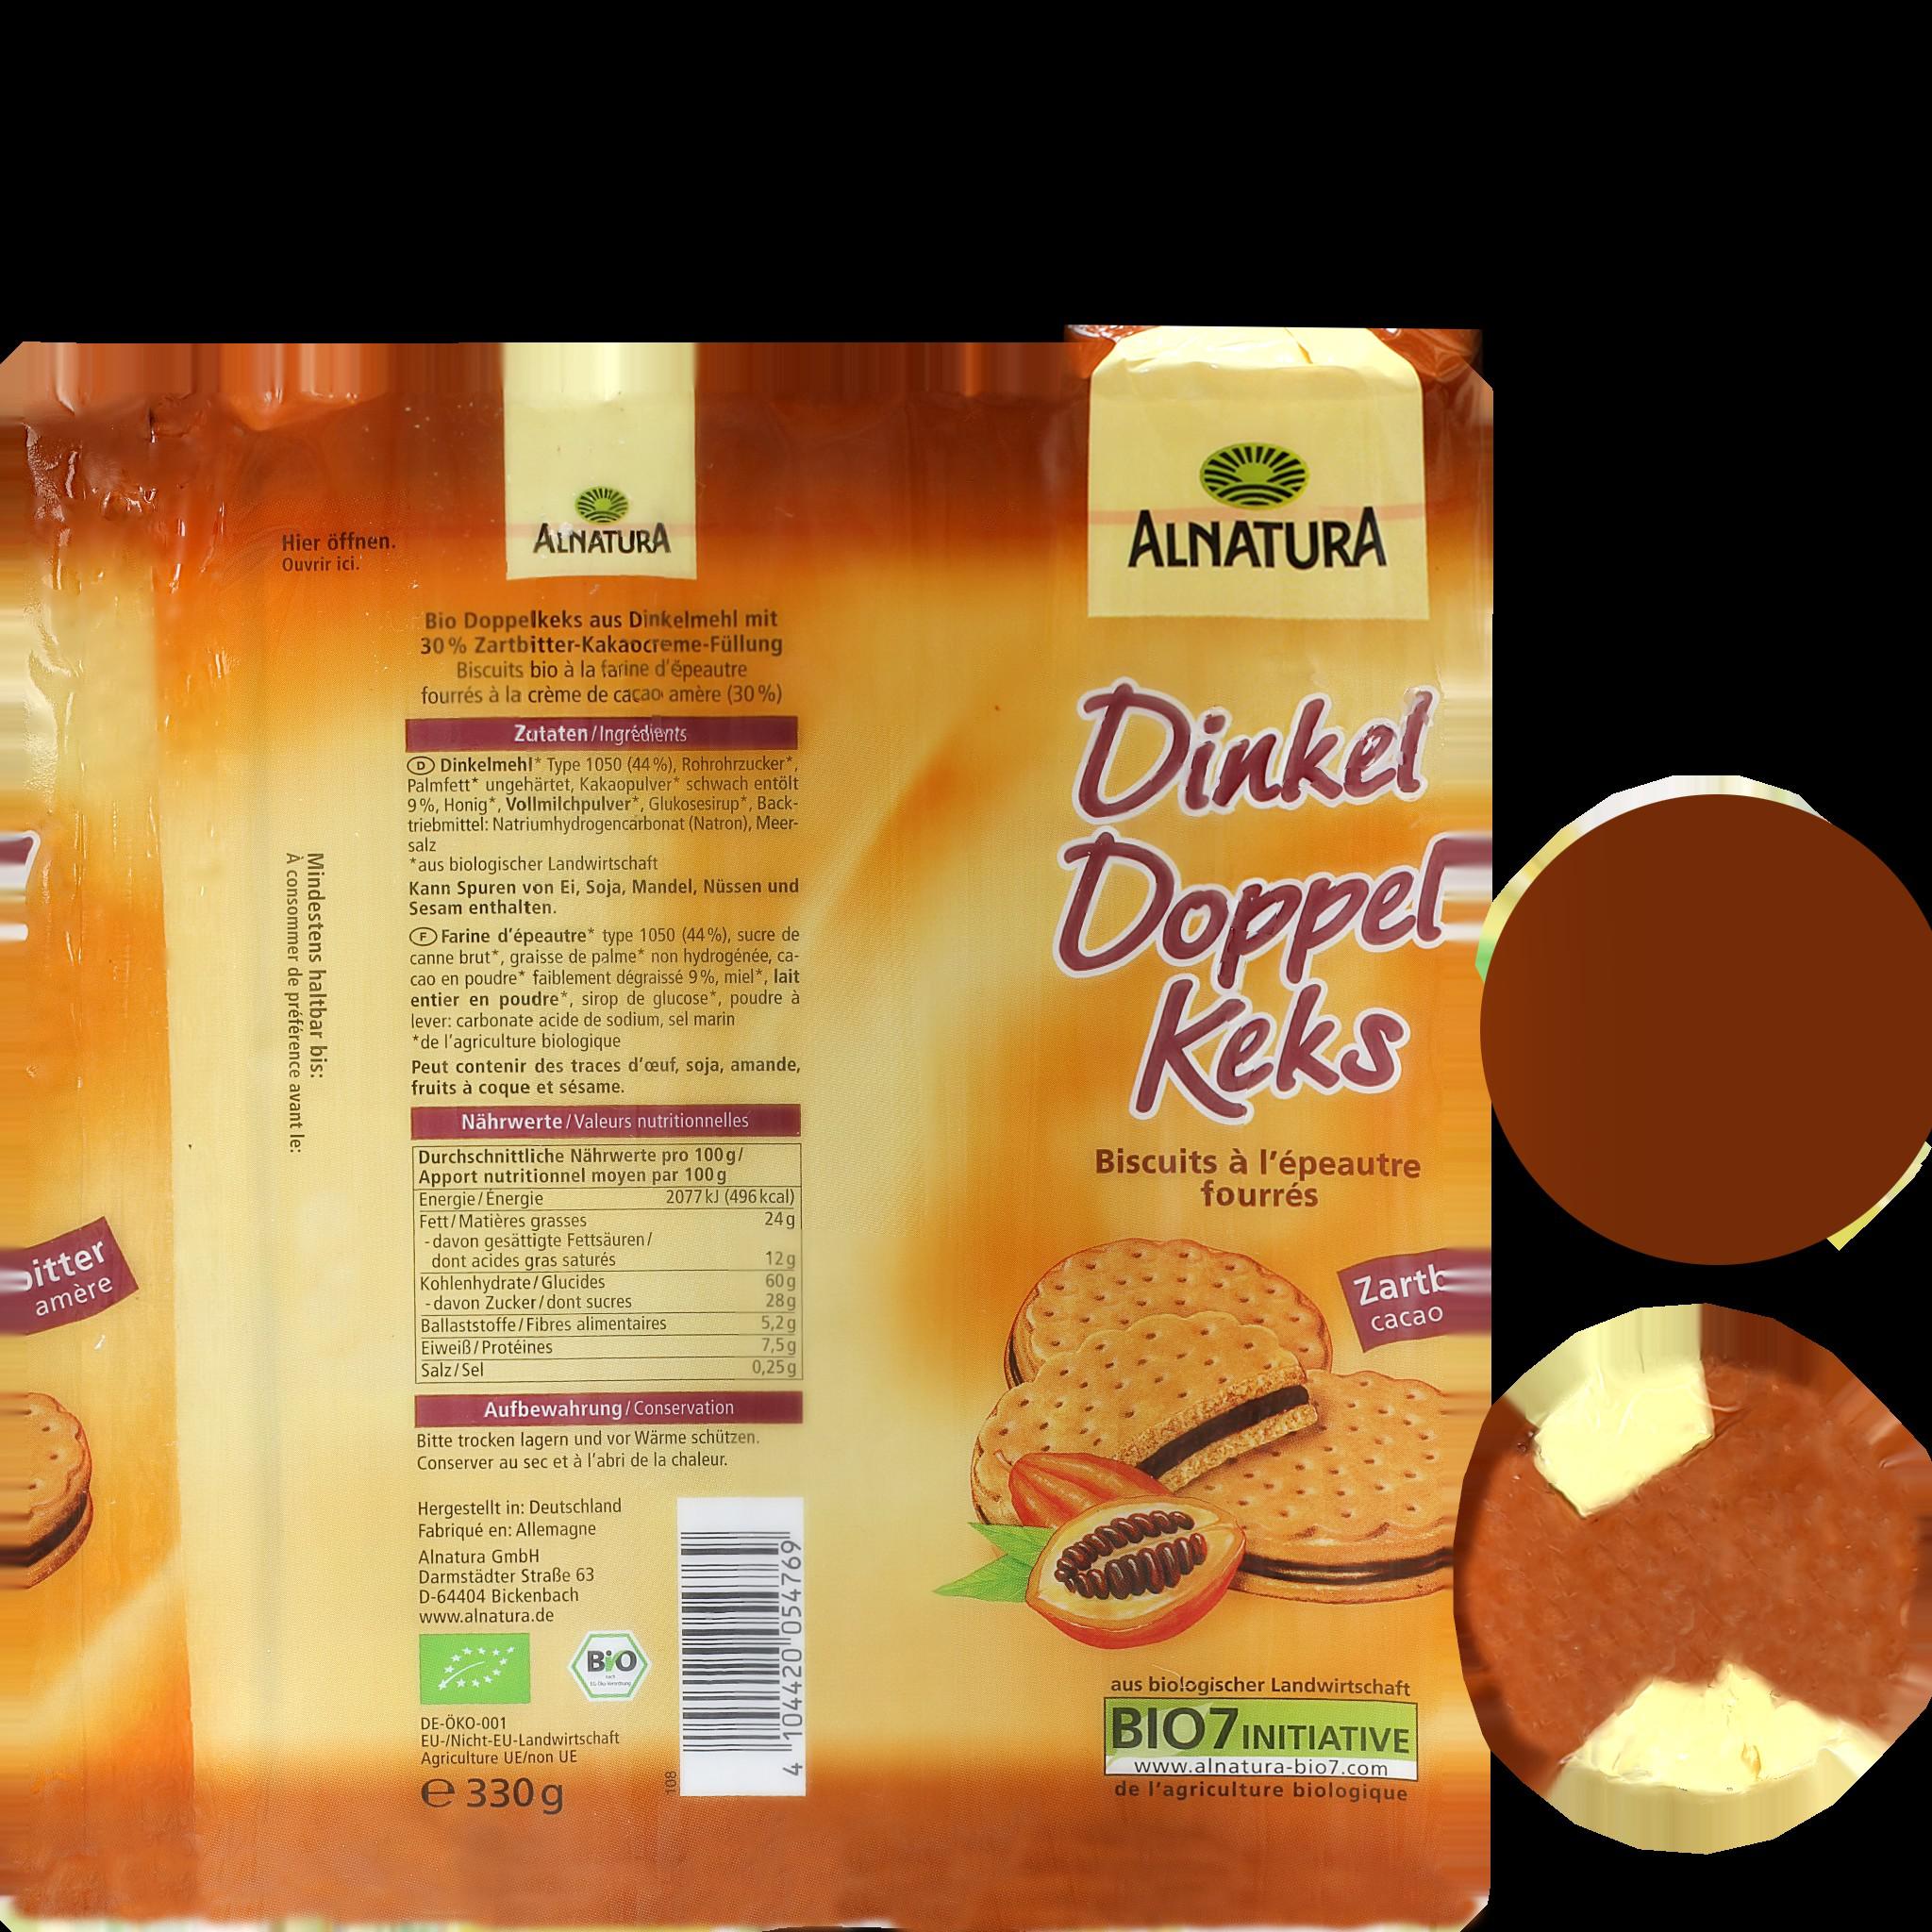 Hier öffnen.
Ouvrir ici.
Mindestens haltbar bis:
À consommer de préférence avant le:
bitter
amère
ALNATURA
Bio Doppelkeks aus Dinkelmehl mit
30% Zartbitter-Kakaocreme-Füllung
Biscuits bio à la farine d'épeautre
fourrés à la crème de cacao amère (30%)
Zutaten/Ingrédients
D Dinkelmehl* Type 1050 (44%), Rohrohrzucker*,
Palmfett* ungehärtet, Kakaopulver* schwach entölt
9%, Honig*, Vollmilchpulver*, Glukosesirup*, Back-
triebmittel: Natriumhydrogencarbonat (Natron), Meer-
salz
*aus biologischer Landwirtschaft
Kann Spuren von Ei, Soja, Mandel, Nüssen und
Sesam enthalten.
F Farine d'épeautre* type 1050 (44%), sucre de
canne brut*, graisse de palme* non hydrogénée, ca-
cao en poudre* faiblement dégraissé 9%, miel*, lait
entier en poudre*, sirop de glucose*, poudre à
lever: carbonate acide de sodium, sel marin
*de l'agriculture biologique
Peut contenir des traces d'œuf, soja, amande,
fruits à coque et sésame.
Nährwerte/Valeurs nutritionnelles
Durchschnittliche Nährwerte pro 100g/
Apport nutritionnel moyen par 100g
Energie/Énergie 2077 kJ (496 kcal)
Fett/Matières grasses 24g
-davon gesättigte Fettsäuren/
dont acides gras saturés 12g
Kohlenhydrate/Glucides 60g
-davon Zucker/dont sucres 28g
Ballaststoffe/Fibres alimentaires 5,2g
Eiweiß/Protéines 7,5g
Salz/Sel 0,25g
Aufbewahrung/Conservation
Bitte trocken lagern und vor Wärme schützen.
Conserver au sec et à l'abri de la chaleur.
Hergestellt in: Deutschland
Fabriqué en: Allemagne
Alnatura GmbH
Darmstädter Straße 63
D-64404 Bickenbach
www.alnatura.de
BiO
nach
EG-Öko-Verordnung
DE-ÖKO-001
EU-/Nicht-EU-Landwirtschaft
Agriculture UE/non UE
e 330g
108
4 104420 054769
ALNATURA
Dinkel
Doppel
Keks
Biscuits à l'épeautre
fourrés
Zartb
cacao
aus biologischer Landwirtschaft
BIO7 INITIATIVE
www.alnatura-bio7.com
de l'agriculture biologique